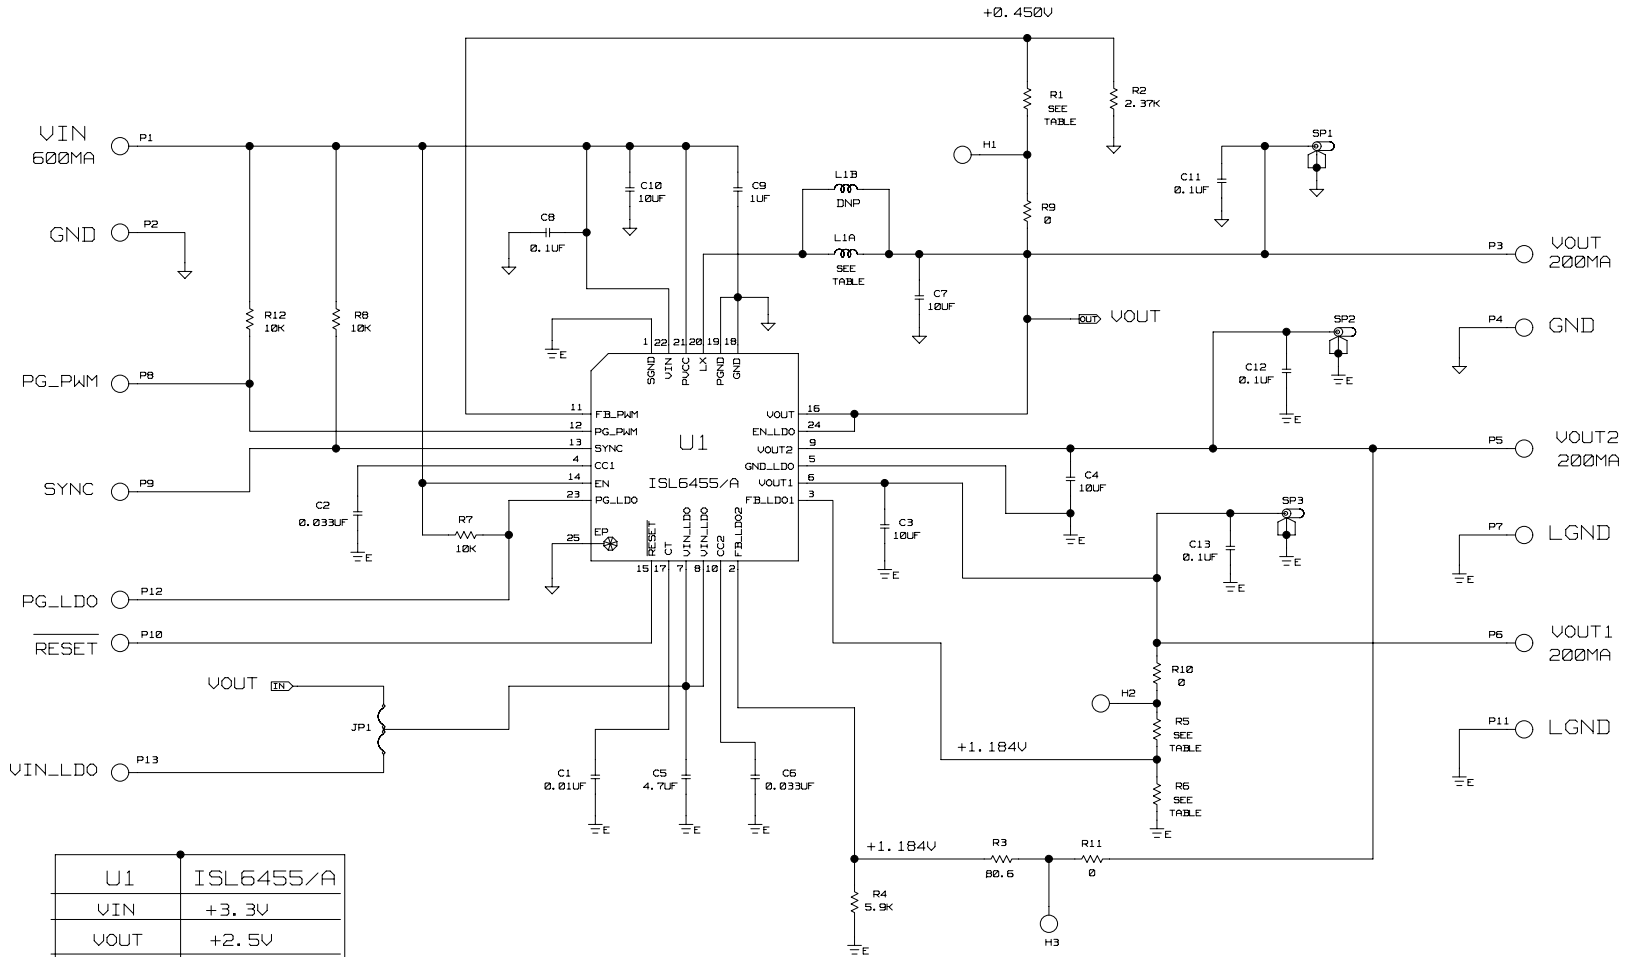 +0.450V
VIN
600MA
P1
GND
P2
R12
10K
R8
10K
PG_PWM
P8
SYNC
P9
C2
0.033UF
E
R7
10K
PG_LDO
P12
RESET
P10
VOUT
IN
JP1
VIN_LDO
P13
C8
0.1UF
C10
10UF
C9
1UF
L1B
DNP
L1A
SEE
TABLE
C7
10UF
R1
SEE
TABLE
R2
2.37K
H1
R9
0
OUT
VOUT
C11
0.1UF
SP1
P3
VOUT
200MA
P4
GND
SP2
C12
0.1UF
E
E
P5
VOUT2
200MA
SP3
C13
0.1UF
E
E
P7
LGND
E
P6
VOUT1
200MA
P11
LGND
E
E
1 22 21 20 19 18
SGND
VIN
PVCC
LX
PGND
GND
11 FB_PWM
12 PG_PWM
13 SYNC
4 CC1
14 EN
23 PG_LDO
EP
25
U1
ISL6455/A
VOUT 16
EN_LDO 24
VOUT2 9
GND_LDO 5
VOUT1 6
FB_LDO1 3
RESET
CT
VIN_LDO
VIN_LDO
CC2
FB_LDO2
15 17 7 8 10 2
C4
10UF
E
C3
10UF
E
R10
0
H2
R5
SEE
TABLE
+1.184V
R6
SEE
TABLE
E
C1
0.01UF
E
C5
4.7UF
E
C6
0.033UF
E
+1.184V
R3
80.6
R11
0
R4
5.9K
E
H3
U1 ISL6455/A
VIN +3.3V
VOUT +2.5V